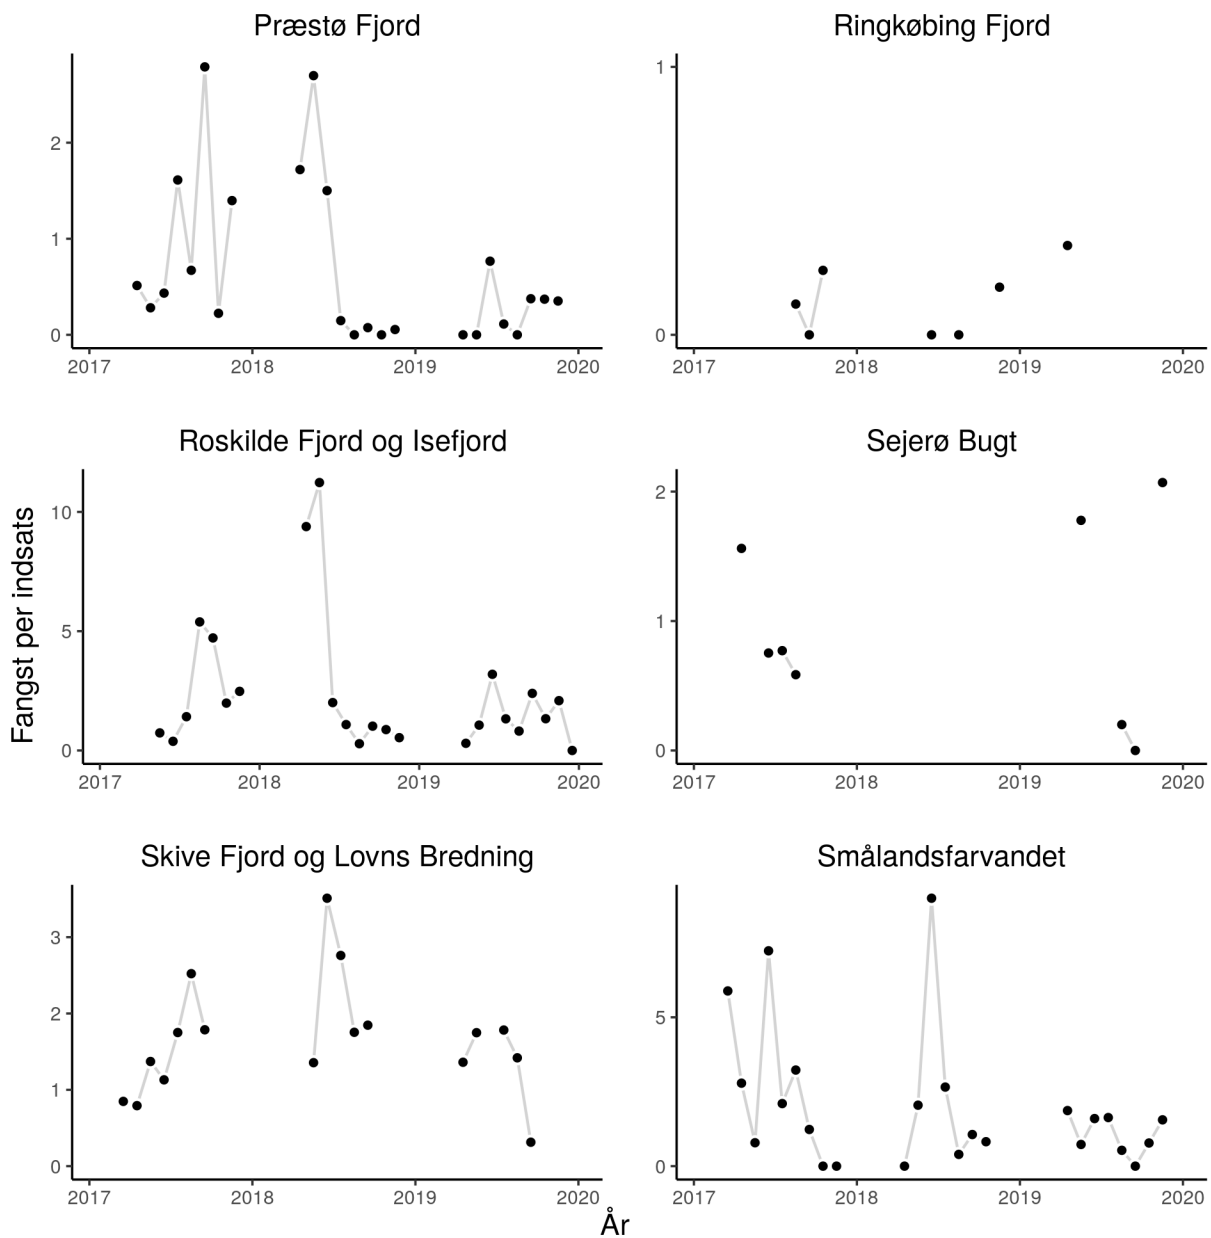 Præstø Fjord
2
1
0
2017 2018 2019 2020
Ringkøbing Fjord
1
0
2017 2018 2019 2020
Fangst per indsats
Roskilde Fjord og Isefjord
10
5
0
2017 2018 2019 2020
Sejerø Bugt
2
1
0
2017 2018 2019 2020
Skive Fjord og Lovns Bredning
3
2
1
0
2017 2018 2019 2020
Smålandsfarvandet
5
0
2017 2018 2019 2020
År